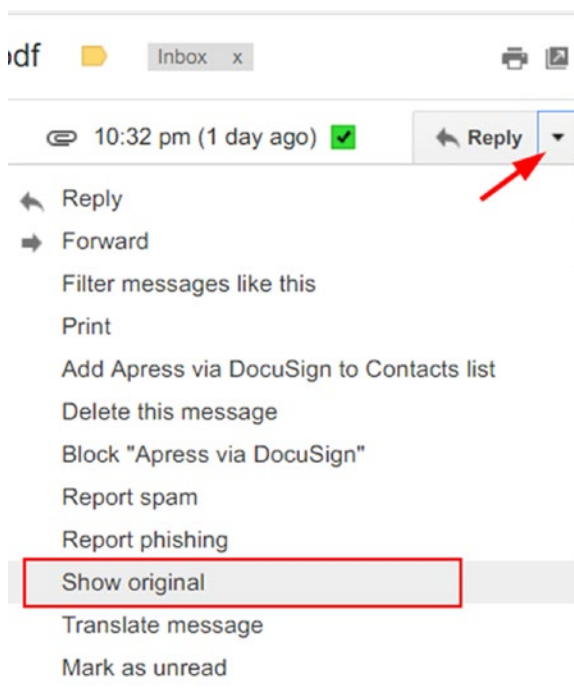 odf Inbox x
10:32 pm (1 day ago) Reply
Reply
Forward
Filter messages like this
Print
Add Apress via DocuSign to Contacts list
Delete this message
Block "Apress via DocuSign"
Report spam
Report phishing
Show original
Translate message
Mark as unread